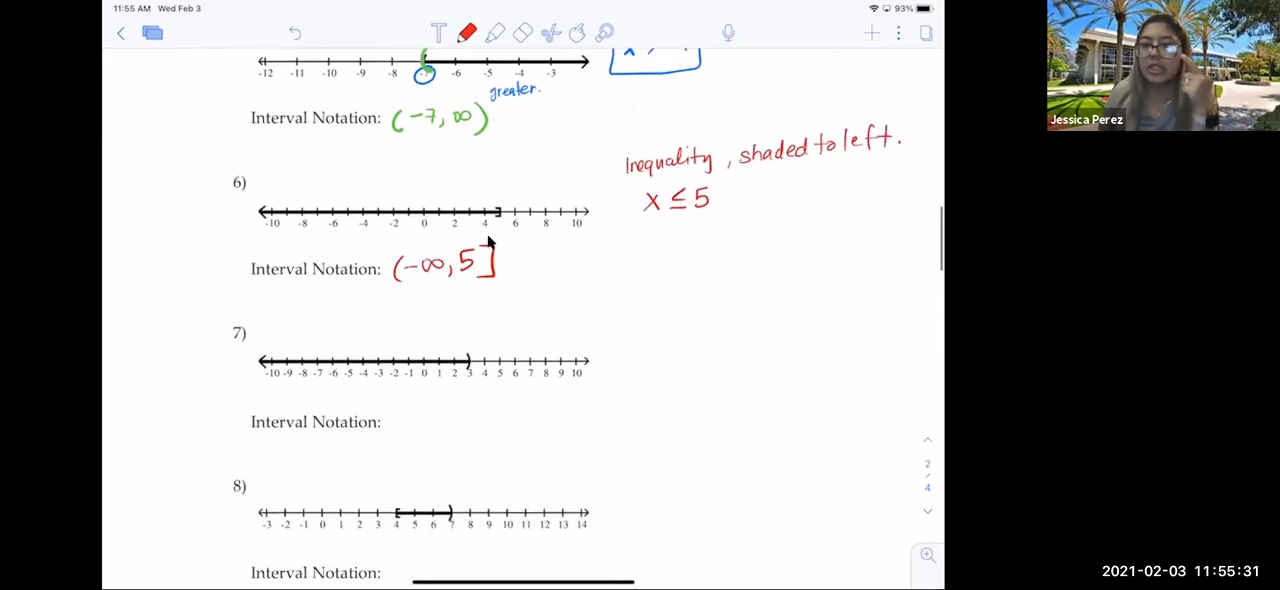 11:55 AM Wed Feb 3
93%
-12 -11 -10 -9 -8 -7 -6 -5 -4 -3
greater.
Interval Notation: (-7, ∞)
Inequality, shaded to left.
x ≤ 5
6)
-10 -8 -6 -4 -2 0 2 4 6 8 10
Interval Notation: (-∞, 5]
7)
-10 -9 -8 -7 -6 -5 -4 -3 -2 -1 0 1 2 3 4 5 6 7 8 9 10
Interval Notation:
8)
-3 -2 -1 0 1 2 3 4 5 6 7 8 9 10 11 12 13 14
Interval Notation:
2
/
4
Jessica Perez
2021-02-03 11:55:31